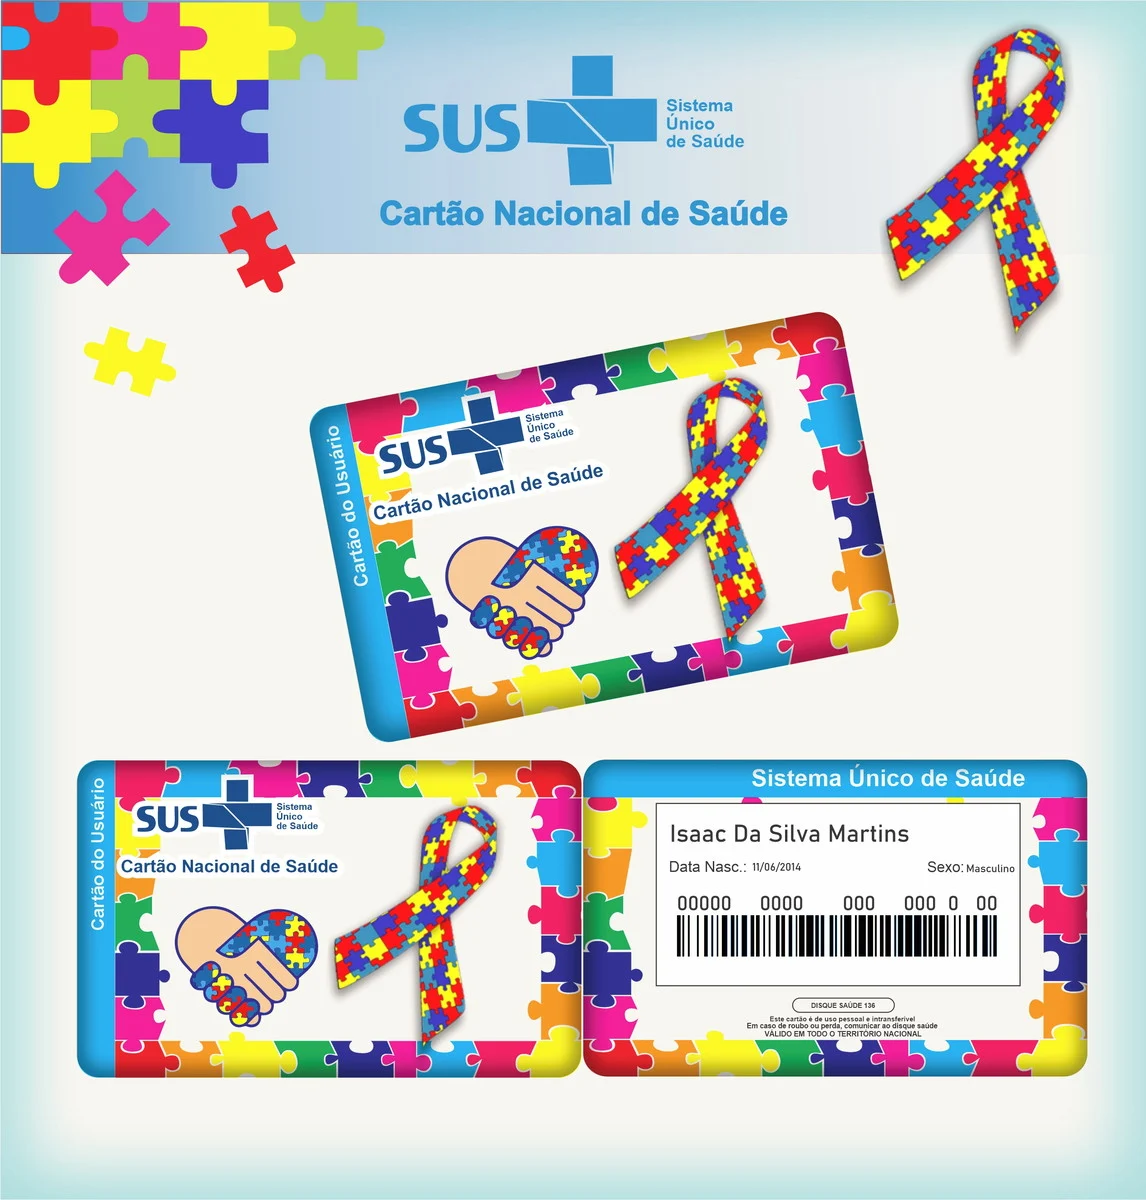 SUS
Sistema
Único
de Saúde
Cartão Nacional de Saúde
Cartão do Usuário
SUS
Sistema
Único
de Saúde
Cartão Nacional de Saúde
Cartão do Usuário
SUS
Sistema
Único
de Saúde
Cartão Nacional de Saúde
Sistema Único de Saúde
Isaac Da Silva Martins
Data Nasc.: 11/06/2014 Sexo: Masculino
00000 0000 000 000 0 00
DISQUE SAÚDE 136
Este cartão é de uso pessoal e intransferivel
Em caso de roubo ou perda, comunicar ao disque saúde
VÁLIDO EM TODO O TERRITÓRIO NACIONAL